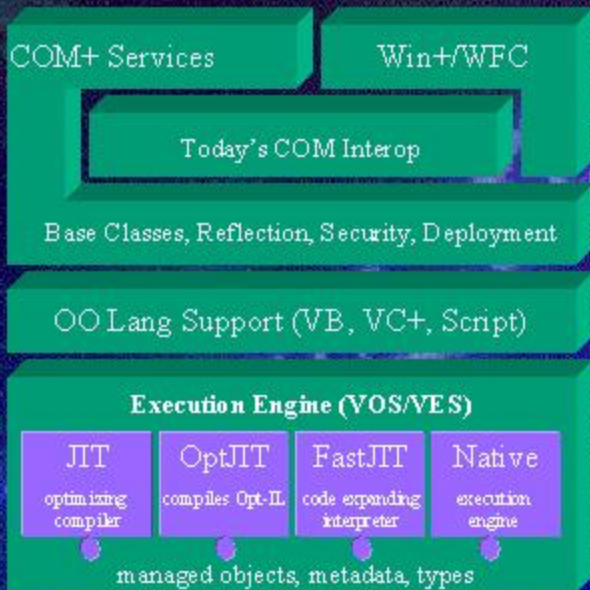 COM+ Services
Win+/WFC
Today's COM Interop
Base Classes, Reflection, Security, Deployment
OO Lang Support (VB, VC+, Script)
Execution Engine (VOS/VES)
JIT
optimizing
compiler
OptJIT
compiles Opt-IL
FastJIT
code expanding
interpreter
Native
execution
engine
managed objects, metadata, types